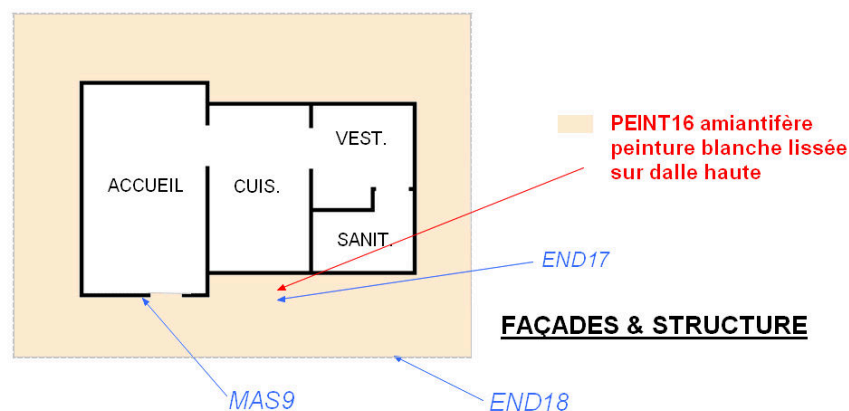 PEINT16 amiantifère
peinture blanche lissée
sur dalle haute
VEST.
ACCUEIL
CUIS.
SANIT.
END17
FAÇADES & STRUCTURE
MAS9
END18